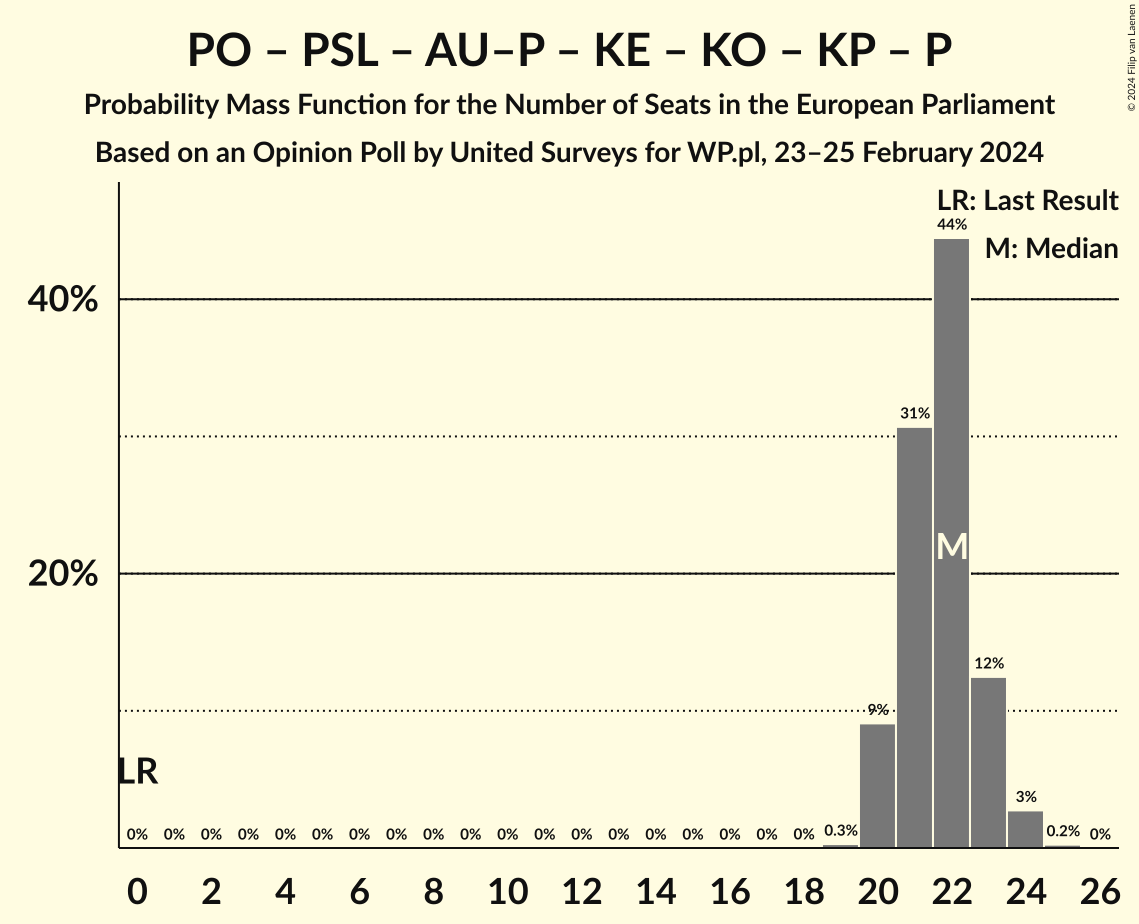 PO – PSL – AU–P – KE – KO – KP – P
Probability Mass Function for the Number of Seats in the European Parliament
Based on an Opinion Poll by United Surveys for WP.pl, 23–25 February 2024
© 2024 Filip van Laenen
LR: Last Result
M: Median
44%
40%
31%
M
20%
12%
9%
LR
3%
0% 0% 0% 0% 0% 0% 0% 0% 0% 0% 0% 0% 0% 0% 0% 0% 0% 0% 0% 0.3% 0.2% 0%
0 2 4 6 8 10 12 14 16 18 20 22 24 26